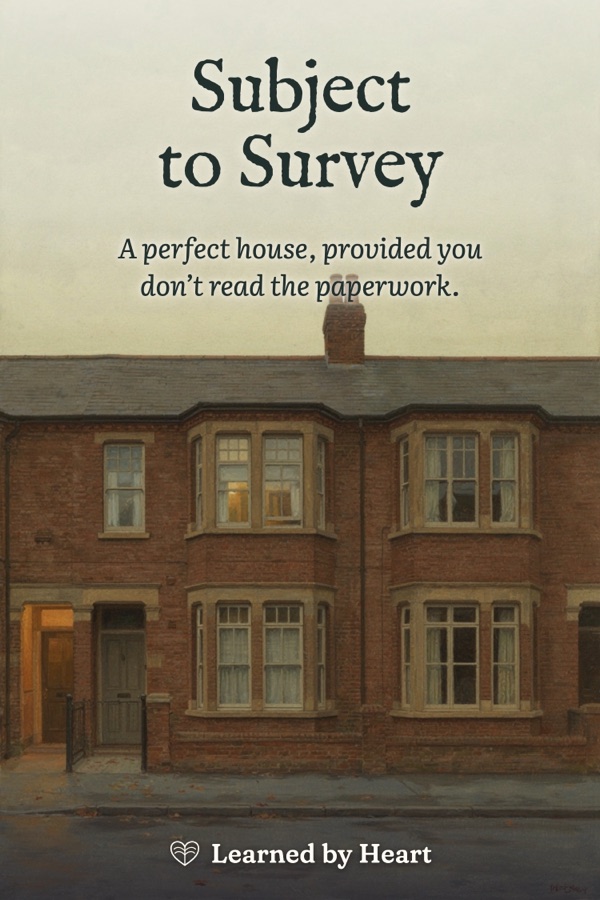 Subject
to Survey
A perfect house, provided you
don’t read the paperwork.
Learned by Heart